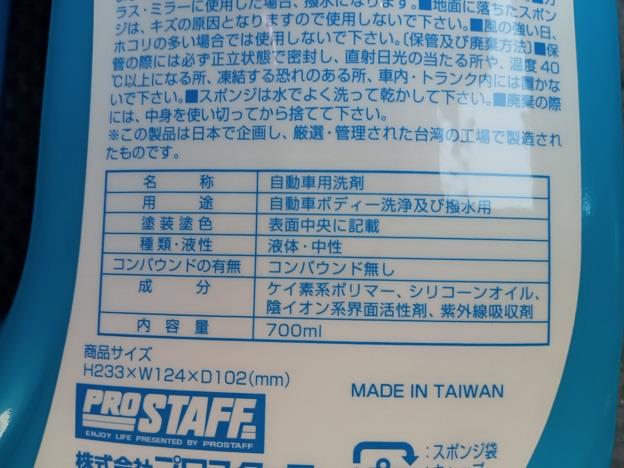 ラス・ミラーに使用した場合、撥水になります。■地面に落ちたスポン
ジは、キズの原因となりますので使用しないで下さい。■風の強い日、
ホコリの多い場合では使用しないで下さい。〔保管及び廃棄方法〕■保
管の際には必ず正立状態で密封し、直射日光の当たる所や、温度40
℃以上になる所、凍結する恐れのある所、車内・トランク内には置かな
いで下さい。■スポンジは水でよく洗って乾かして下さい。■廃棄の際
には、中身を使い切ってから捨てて下さい。
※この製品は日本で企画し、厳選・管理された台湾の工場で製造され
たものです。
名 称 自動車用洗剤
用 途 自動車ボディー洗浄及び撥水用
塗装塗色 表面中央に記載
種類・液性 液体・中性
コンパウンドの有無 コンパウンド無し
成 分 ケイ素系ポリマー、シリコーンオイル、
陰イオン系界面活性剤、紫外線吸収剤
内 容 量 700ml
商品サイズ
H233×W124×D102(mm)
MADE IN TAIWAN
PROSTAFF
ENJOY LIFE PRESENTED BY PROSTAFF
:スポンジ袋
株式会社プロスタッフ